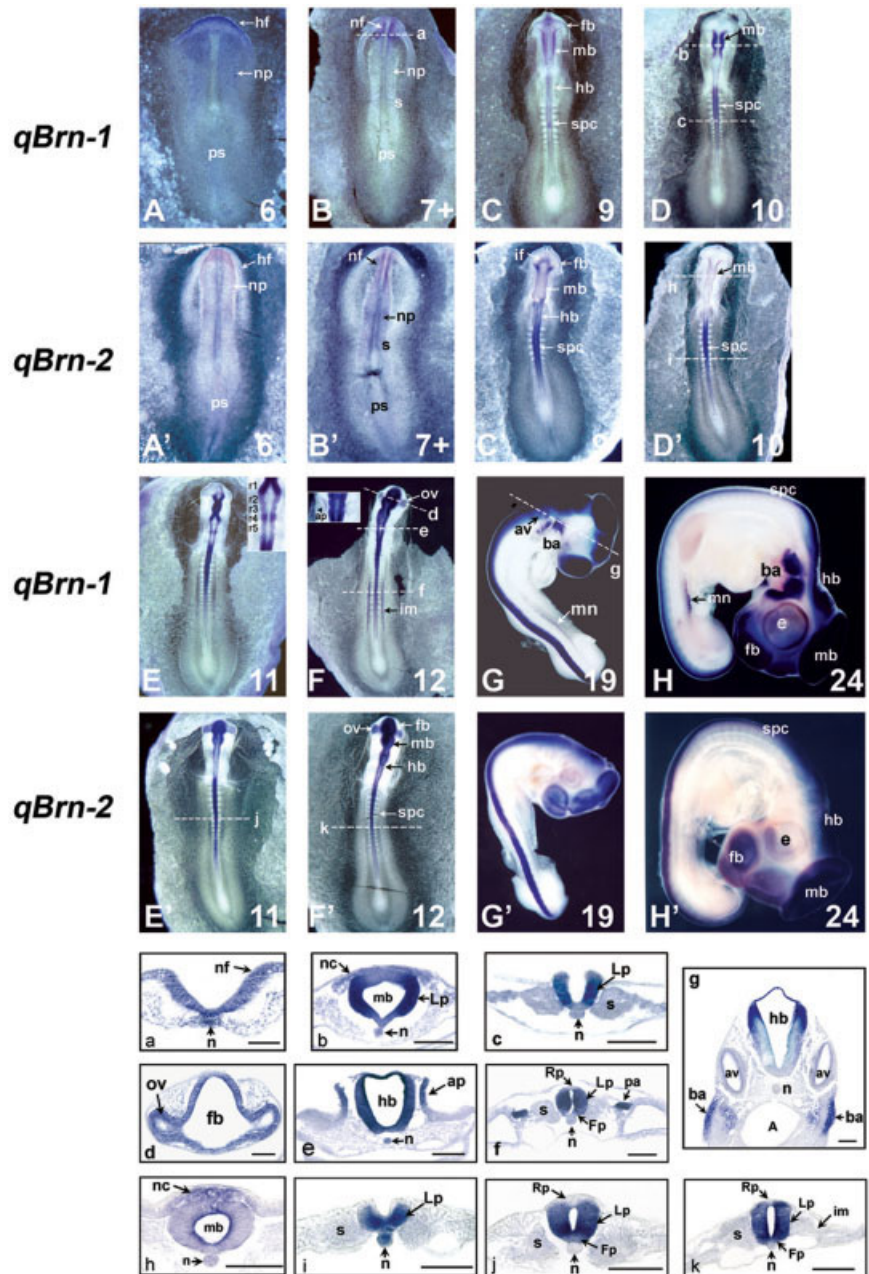 qBrn-1
hf
np
ps
A 6
nf
a
np
s
ps
B 7+
fb
mb
hb
spc
C 9
mb
b
spc
c
D 10
qBrn-2
hf
np
ps
A' 6
nf
np
s
ps
B' 7+
if
fb
mb
hb
spc
C' 9
mb
h
spc
i
D' 10
qBrn-1
r1
r2
r3
r4
r5
E 11
ap
ov
d
e
f
im
F 12
av
ba
g
mn
G 19
spc
ba
hb
mn
e
fb
mb
H 24
qBrn-2
j
E' 11
ov
fb
mb
hb
spc
k
F' 12
G' 19
spc
hb
e
fb
mb
H' 24
nf
n
a
nc
mb
Lp
n
b
Lp
s
n
c
g
hb
av
av
n
ba
ba
A
ov
fb
d
ap
hb
n
e
Rp
Lp
pa
s
Fp
n
f
nc
mb
n
h
Lp
s
n
i
Rp
Lp
s
Fp
n
j
Rp
Lp
im
s
Fp
n
k